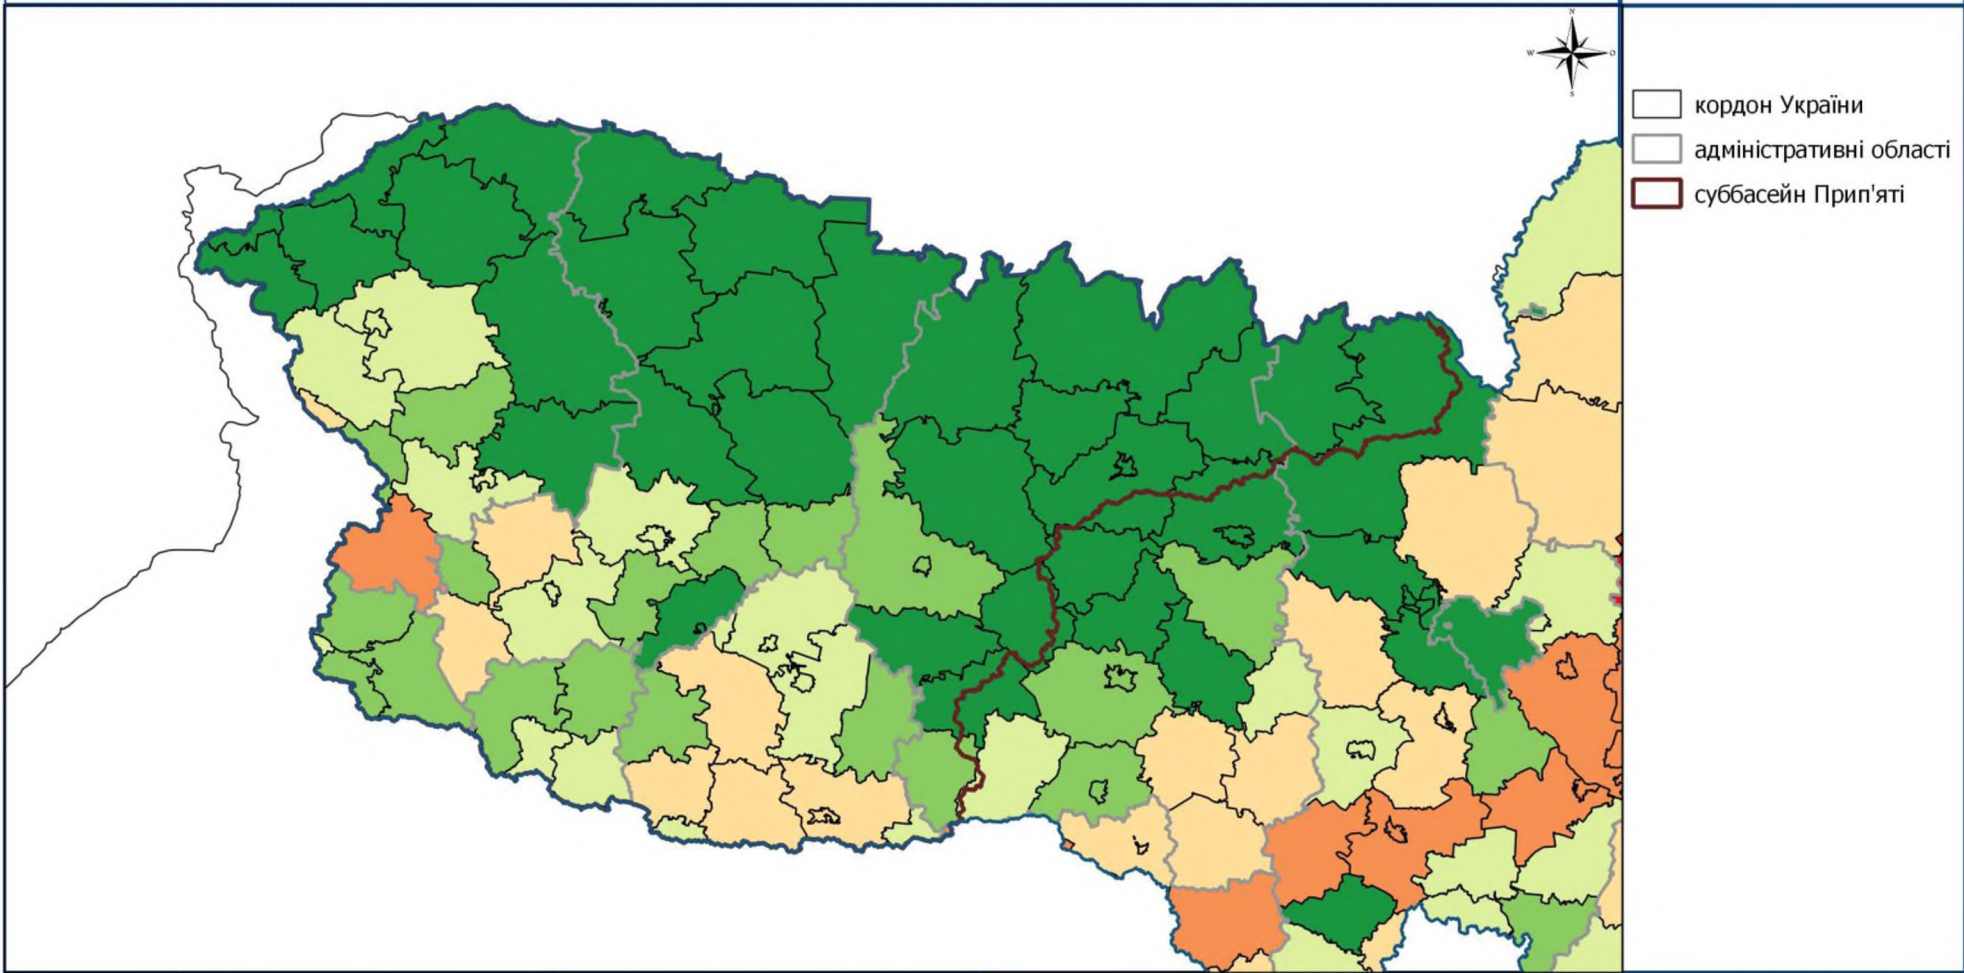 N
W
O
S
кордон України
адміністративні області
суббасейн Прип'яті